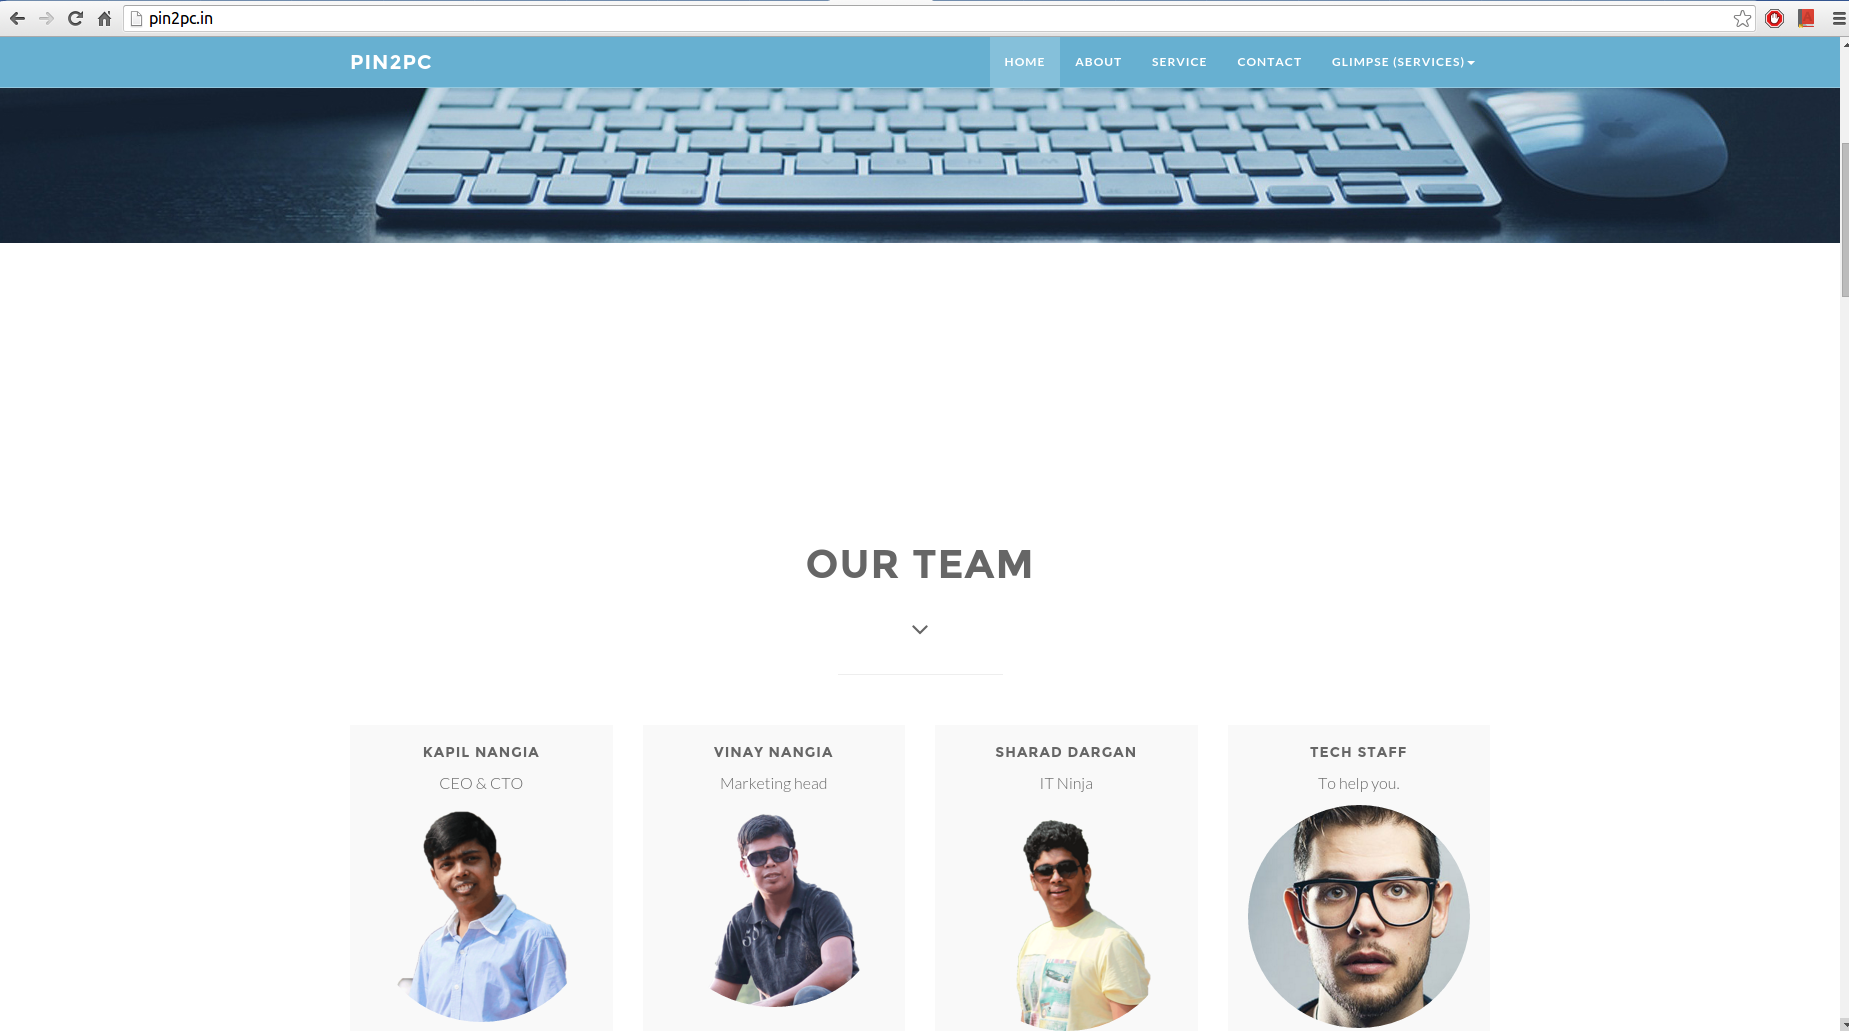 pin2pc.in
PIN2PC
HOME ABOUT SERVICE CONTACT GLIMPSE (SERVICES)
OUR TEAM
KAPIL NANGIA
CEO & CTO
VINAY NANGIA
Marketing head
SHARAD DARGAN
IT Ninja
TECH STAFF
To help you.